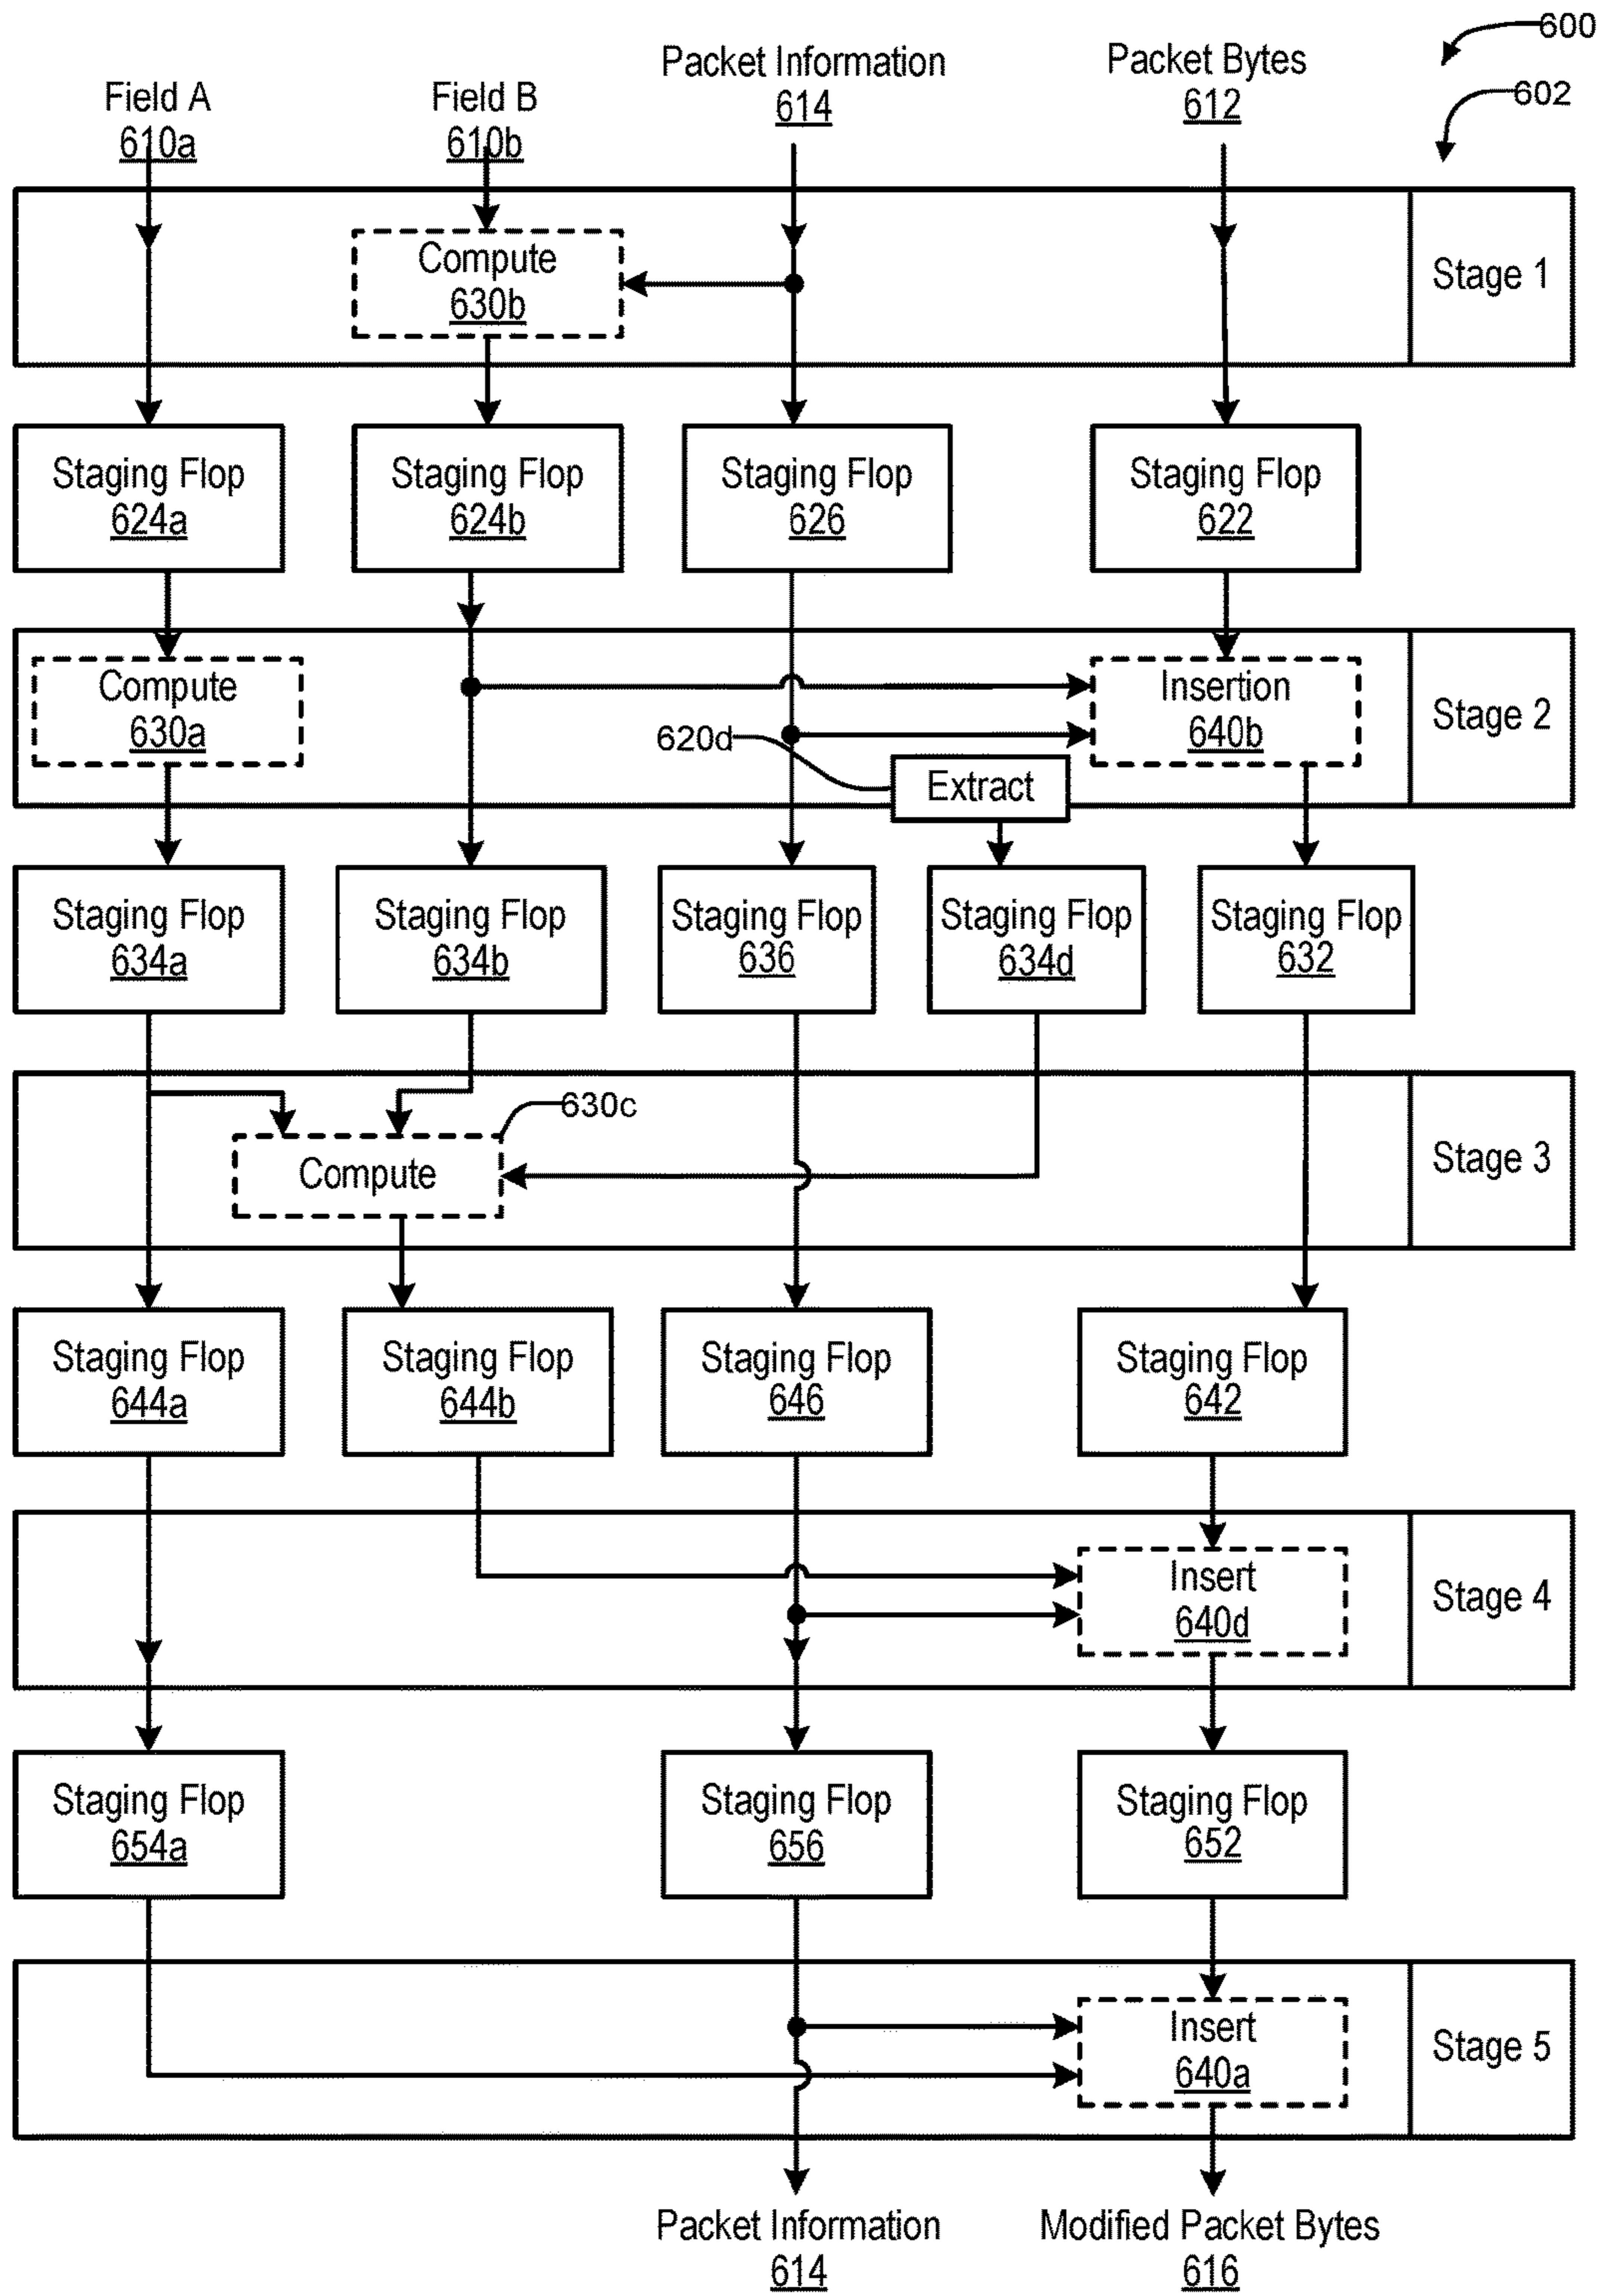 600
Packet Information
614
Packet Bytes
612
602
Field A
610a
Field B
610b
Compute
630b
Stage 1
Staging Flop
624a
Staging Flop
624b
Staging Flop
626
Staging Flop
622
Compute
630a
Insertion
640b
Stage 2
620d
Extract
Staging Flop
634a
Staging Flop
634b
Staging Flop
636
Staging Flop
634d
Staging Flop
632
630c
Compute
Stage 3
Staging Flop
644a
Staging Flop
644b
Staging Flop
646
Staging Flop
642
Insert
640d
Stage 4
Staging Flop
654a
Staging Flop
656
Staging Flop
652
Insert
640a
Stage 5
Packet Information
614
Modified Packet Bytes
616